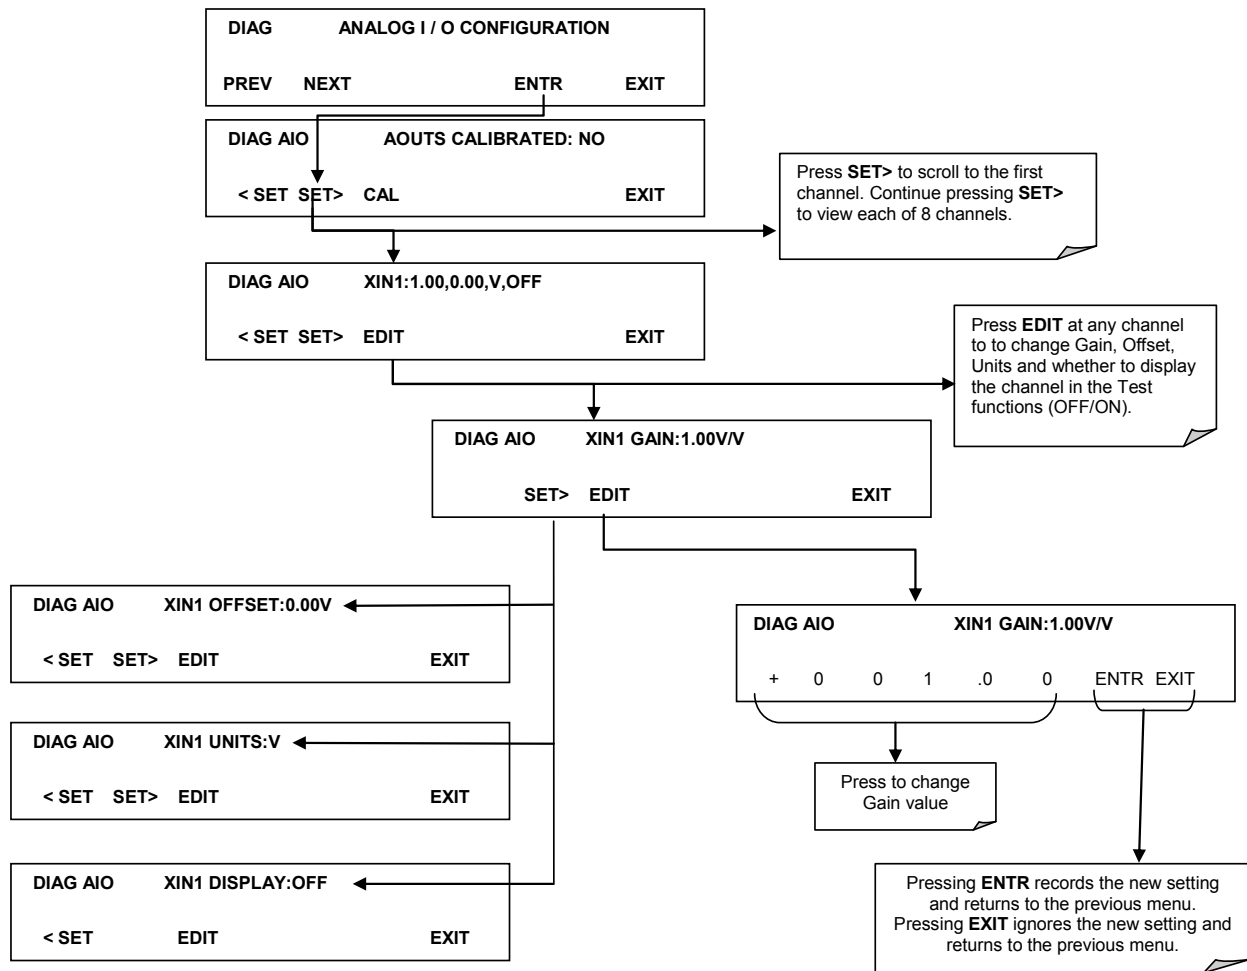 DIAG ANALOG I / O CONFIGURATION
PREV NEXT ENTR EXIT
DIAG AIO AOUTS CALIBRATED: NO
< SET SET> CAL EXIT
Press SET> to scroll to the first
channel. Continue pressing SET>
to view each of 8 channels.
DIAG AIO XIN1:1.00,0.00,V,OFF
< SET SET> EDIT EXIT
Press EDIT at any channel
to to change Gain, Offset,
Units and whether to display
the channel in the Test
functions (OFF/ON).
DIAG AIO XIN1 GAIN:1.00V/V
SET> EDIT EXIT
DIAG AIO XIN1 OFFSET:0.00V
< SET SET> EDIT EXIT
DIAG AIO XIN1 GAIN:1.00V/V
+ 0 0 1 .0 0 ENTR EXIT
DIAG AIO XIN1 UNITS:V
< SET SET> EDIT EXIT
Press to change
Gain value
DIAG AIO XIN1 DISPLAY:OFF
< SET EDIT EXIT
Pressing ENTR records the new setting
and returns to the previous menu.
Pressing EXIT ignores the new setting and
returns to the previous menu.